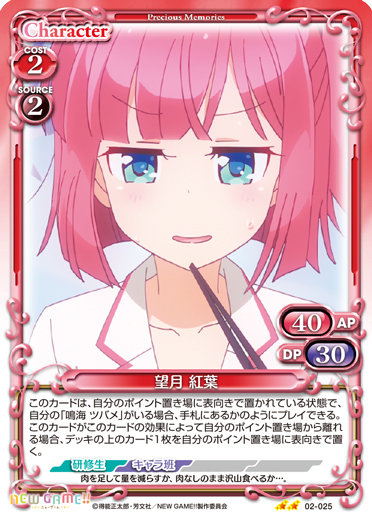 Precious Memories
Character
COST
2
SOURCE
2
40 AP
DP 30
望月 紅葉
このカードは、自分のポイント置き場に表向きで置かれている状態で、
自分の「鳴海 ツバメ」がいる場合、手札にあるかのようにプレイできる。
このカードがこのカードの効果によって自分のポイント置き場から離れ
る場合、デッキの上のカード1枚を自分のポイント置き場に表向きで置
く。
研修生 キャラ班
肉を足して量を減らすか、肉なしのまま沢山食べるか…。
NEW GAME!!
©得能正太郎・芳文社／NEW GAME!!製作委員会
02-025